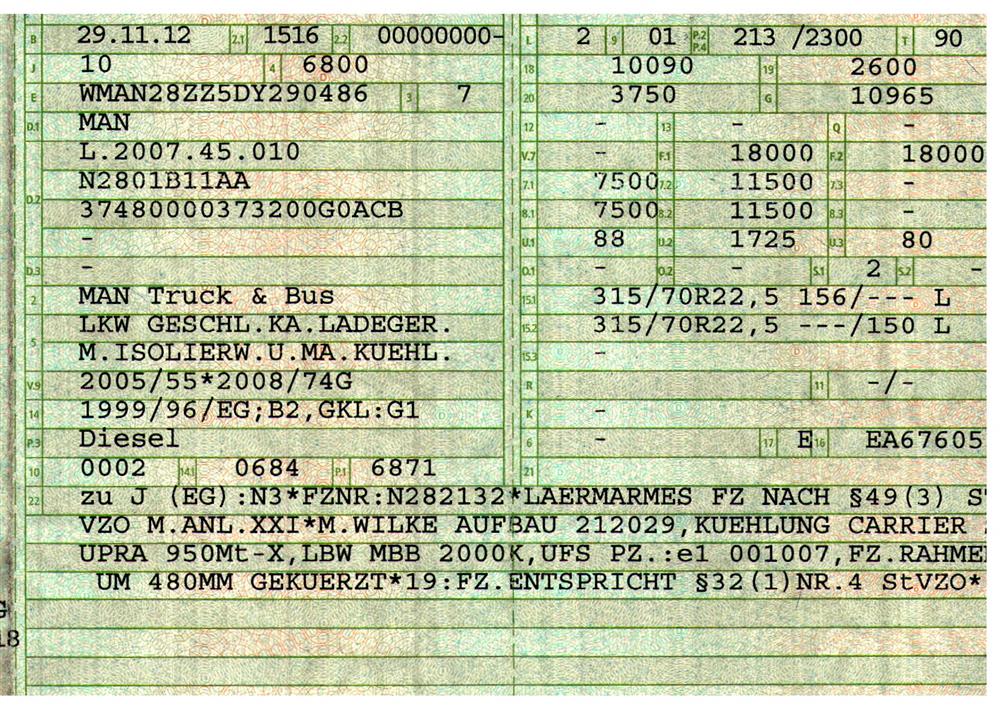 B 29.11.12 2.1 1516 2.2 00000000- L 2 9 01 P.2 P.4 213 /2300 T 90
J 10 4 6800 18 10090 19 2600
E WMAN28ZZ5DY290486 3 7 20 3750 G 10965
D.1 MAN 12 - 13 - Q -
L.2007.45.010 V.7 - F.1 18000 F.2 18000
D.2 N2801B11AA 7.1 7500 7.2 11500 7.3 -
37480000373200G0ACB 8.1 7500 8.2 11500 8.3 -
- U.1 88 U.2 1725 U.3 80
D.3 - O.1 - O.2 - S.1 2 S.2 -
2 MAN Truck & Bus 15.1 315/70R22,5 156/--- L
5 LKW GESCHL.KA.LADEGER. 15.2 315/70R22,5 ---/150 L
M.ISOLIERW.U.MA.KUEHL. 15.3 -
V.9 2005/55*2008/74G R 11 -/-
14 1999/96/EG;B2,GKL:G1 K -
P.3 Diesel 6 - 17 E 16 EA67605
10 0002 14.1 0684 P.1 6871 21
22 zu J (EG):N3*FZNR:N282132*LAERMARMES FZ NACH §49(3) S
VZO M.ANL.XXI*M.WILKE AUFBAU 212029,KUEHLUNG CARRIER
UPRA 950Mt-X,LBW MBB 2000K,UFS PZ.:e1 001007,FZ.RAHME
UM 480MM GEKUERZT*19:FZ.ENTSPRICHT §32(1)NR.4 StVZO*
G
18